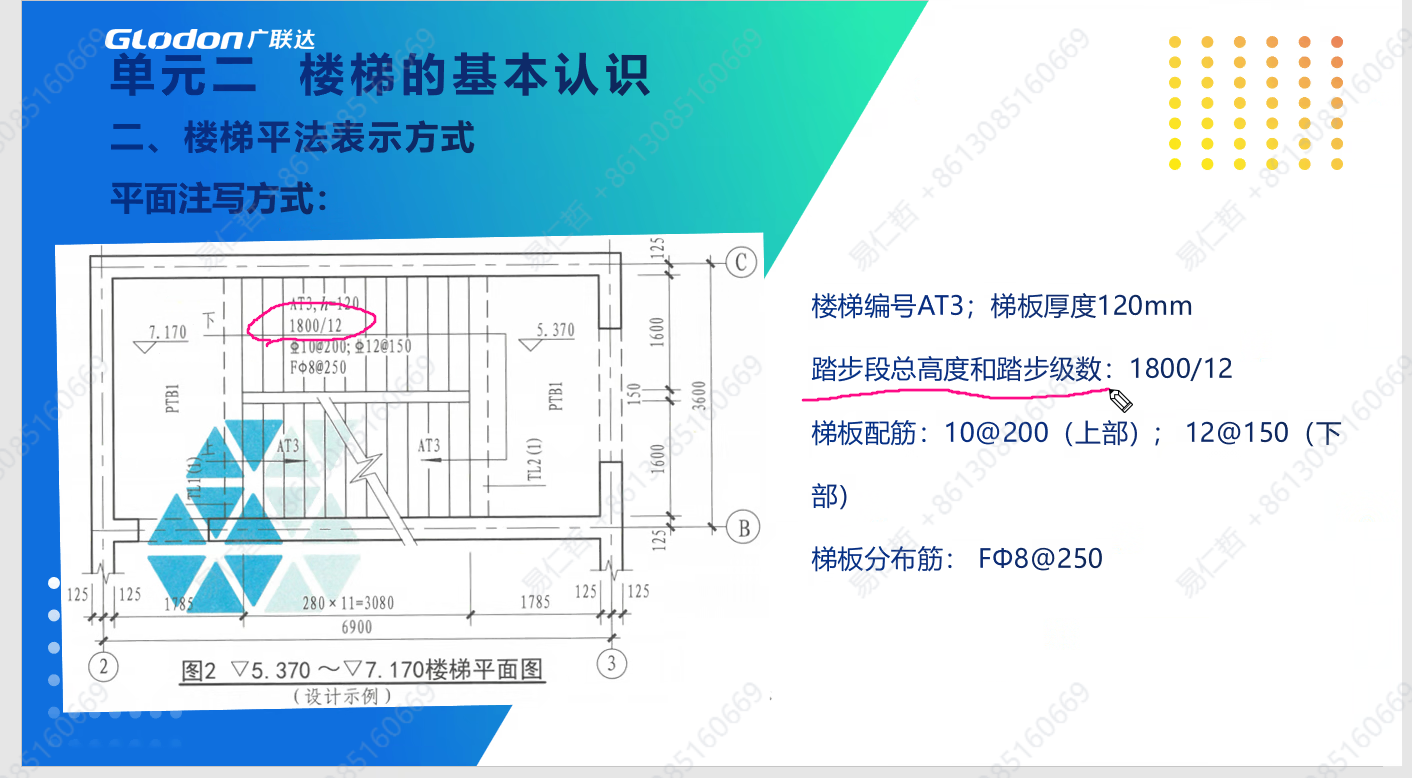 GLodon广联达
单元二 楼梯的基本认识
二、楼梯平法表示方式
平面注写方式：
楼梯编号AT3；梯板厚度120mm
踏步段总高度和踏步级数：1800/12
梯板配筋：10@200（上部）； 12@150（下
部）
梯板分布筋： FΦ8@250
AT3,h=120
1800/12
Φ10@200;Φ12@150
FΦ8@250
下
7.170
5.370
PTB1
PTB1
上
AT3
AT3
TL1(1)
TL2(1)
125
1600
150
3600
1600
125
C
B
125
125
1785
280×11=3080
1785
125
125
6900
2
3
图2 ▽5.370～▽7.170楼梯平面图
(设计示例)
易仁哲 +8613085160669